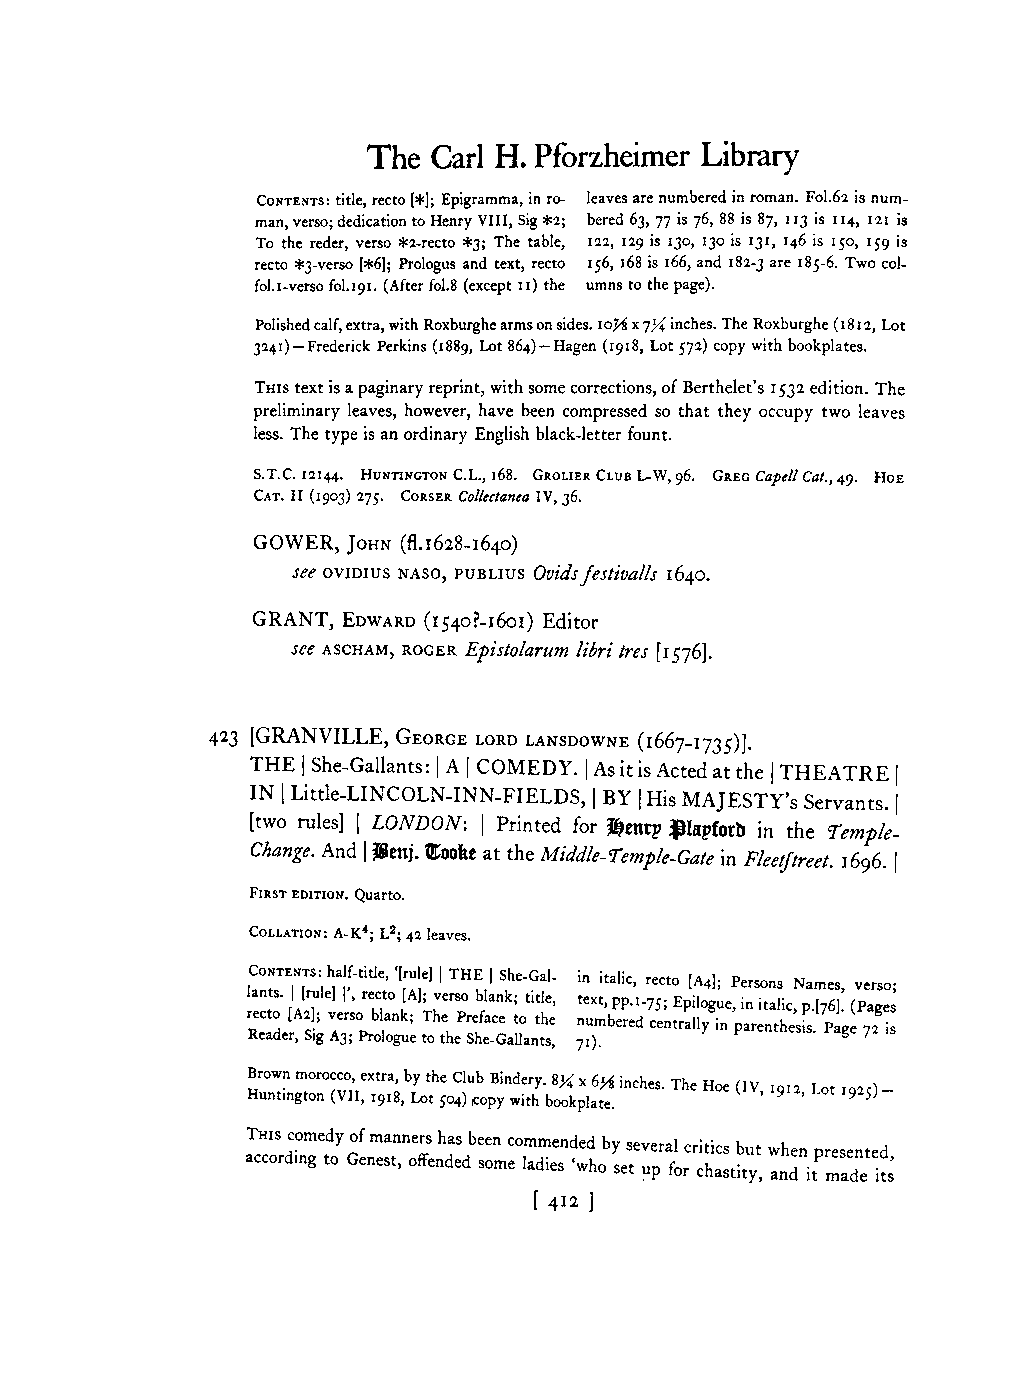 The Carl H. Pforzheimer Library
CONTENTS: title, recto [*]; Epigramma, in ro-
man, verso; dedication to Henry VIII, Sig *2;
To the reder, verso *2-recto *3; The table,
recto *3-verso [*6]; Prologus and text, recto
fol.1-verso fol.191. (After fol.8 (except 11) the
leaves are numbered in roman. Fol.62 is num-
bered 63, 77 is 76, 88 is 87, 113 is 114, 121 is
122, 129 is 130, 130 is 131, 146 is 150, 159 is
156, 168 is 166, and 182-3 are 185-6. Two col-
umns to the page).
Polished calf, extra, with Roxburghe arms on sides. 10⅞ x 7¼ inches. The Roxburghe (1812, Lot
3241)—Frederick Perkins (1889, Lot 864)—Hagen (1918, Lot 572) copy with bookplates.
THIS text is a paginary reprint, with some corrections, of Berthelet's 1532 edition. The
preliminary leaves, however, have been compressed so that they occupy two leaves
less. The type is an ordinary English black-letter fount.
S.T.C. 12144. HUNTINGTON C.L., 168. GROLIER CLUB L-W, 96. GREG Capell Cat., 49. HOE
CAT. II (1903) 275. CORSER Collectanea IV, 36.
GOWER, JOHN (fl.1628-1640)
see OVIDIUS NASO, PUBLIUS Ovids festivalls 1640.
GRANT, EDWARD (1540?-1601) Editor
see ASCHAM, ROGER Epistolarum libri tres [1576].
423 [GRANVILLE, GEORGE LORD LANSDOWNE (1667-1735)].
THE | She-Gallants: | A | COMEDY. | As it is Acted at the | THEATRE |
IN | Little-LINCOLN-INN-FIELDS, | BY | His MAJESTY's Servants. |
[two rules] | LONDON: | Printed for Henry Playford in the Temple-
Change. And | Benj. Tooke at the Middle-Temple-Gate in Fleetſtreet. 1696. |
FIRST EDITION. Quarto.
COLLATION: A-K⁴; L²; 42 leaves.
CONTENTS: half-title, '[rule] | THE | She-Gal-
lants. | [rule] |', recto [A]; verso blank; title,
recto [A2]; verso blank; The Preface to the
Reader, Sig A3; Prologue to the She-Gallants,
in italic, recto [A4]; Persons Names, verso;
text, pp.1-75; Epilogue, in italic, p.[76]. (Pages
numbered centrally in parenthesis. Page 72 is
71).
Brown morocco, extra, by the Club Bindery. 8¾ x 6⅛ inches. The Hoe (IV, 1912, Lot 1925)—
Huntington (VII, 1918, Lot 504) copy with bookplate.
THIS comedy of manners has been commended by several critics but when presented,
according to Genest, offended some ladies 'who set up for chastity, and it made its
[ 412 ]